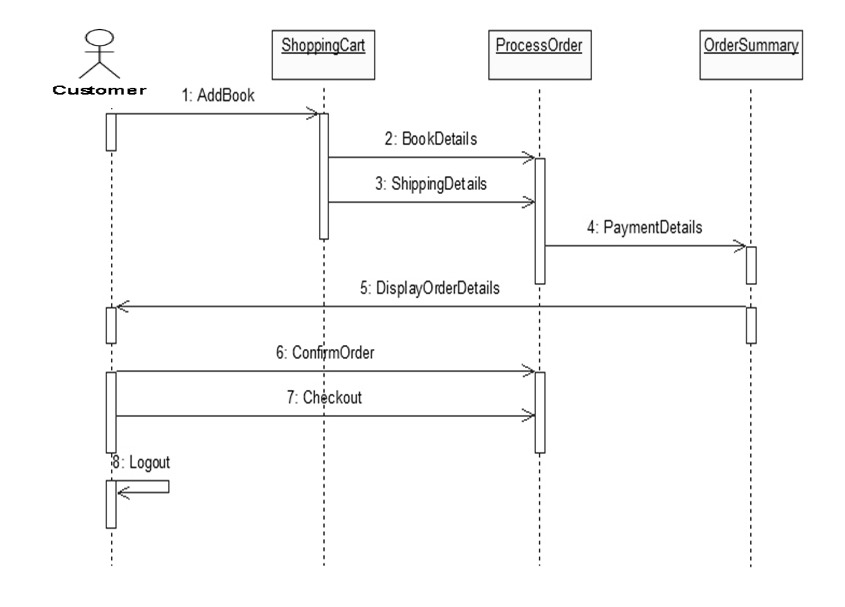 ShoppingCart
ProcessOrder
OrderSummary
Customer
1: AddBook
2: BookDetails
3: ShippingDetails
4: PaymentDetails
5: DisplayOrderDetails
6: ConfirmOrder
7: Checkout
8: Logout